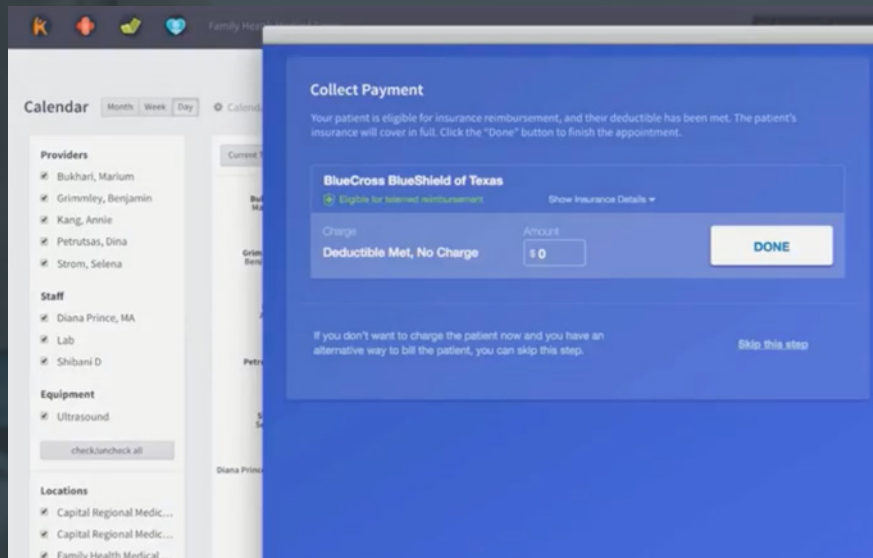 Family Hea
Calendar
Month Week Day
Calend
Providers
Bukhari, Marium
Grimmley, Benjamin
Kang, Annie
Petrutsas, Dina
Strom, Selena
Staff
Diana Prince, MA
Lab
Shibani D
Equipment
Ultrasound
check/uncheck all
Locations
Capital Regional Medic...
Capital Regional Medic...
Family Health Medical
Current T
Grim
Petru
Diana Prince
Collect Payment
Your patient is eligible for insurance reimbursement, and their deductible has been met. The patient's
insurance will cover in full. Click the "Done" button to finish the appointment.
BlueCross BlueShield of Texas
Eligible for telemed reimbursement Show Insurance Details
Charge Amount
Deductible Met, No Charge $ 0 DONE
If you don't want to charge the patient now and you have an
alternative way to bill the patient, you can skip this step.
Skip this step